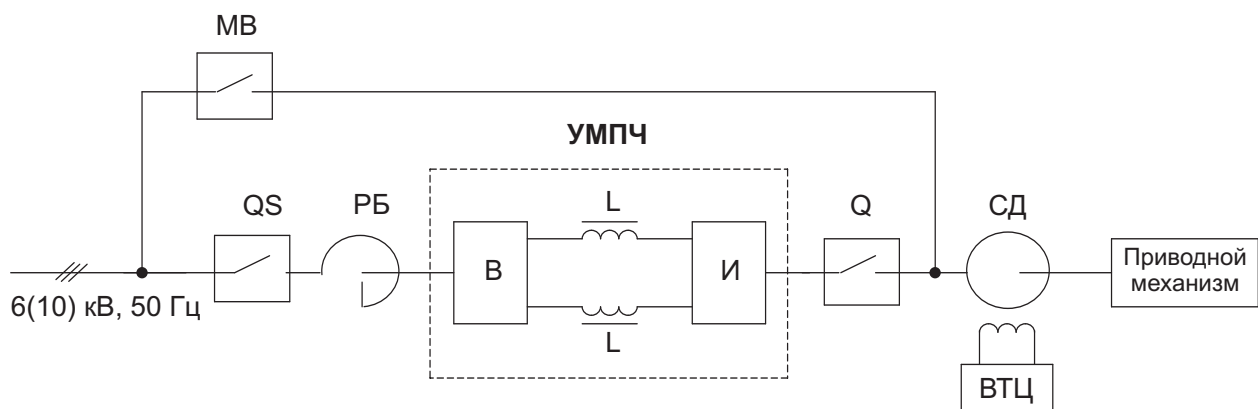 МВ
УМПЧ
QS
РБ
L
Q
СД
В
И
Приводной
механизм
6(10) кВ, 50 Гц
L
ВТЦ